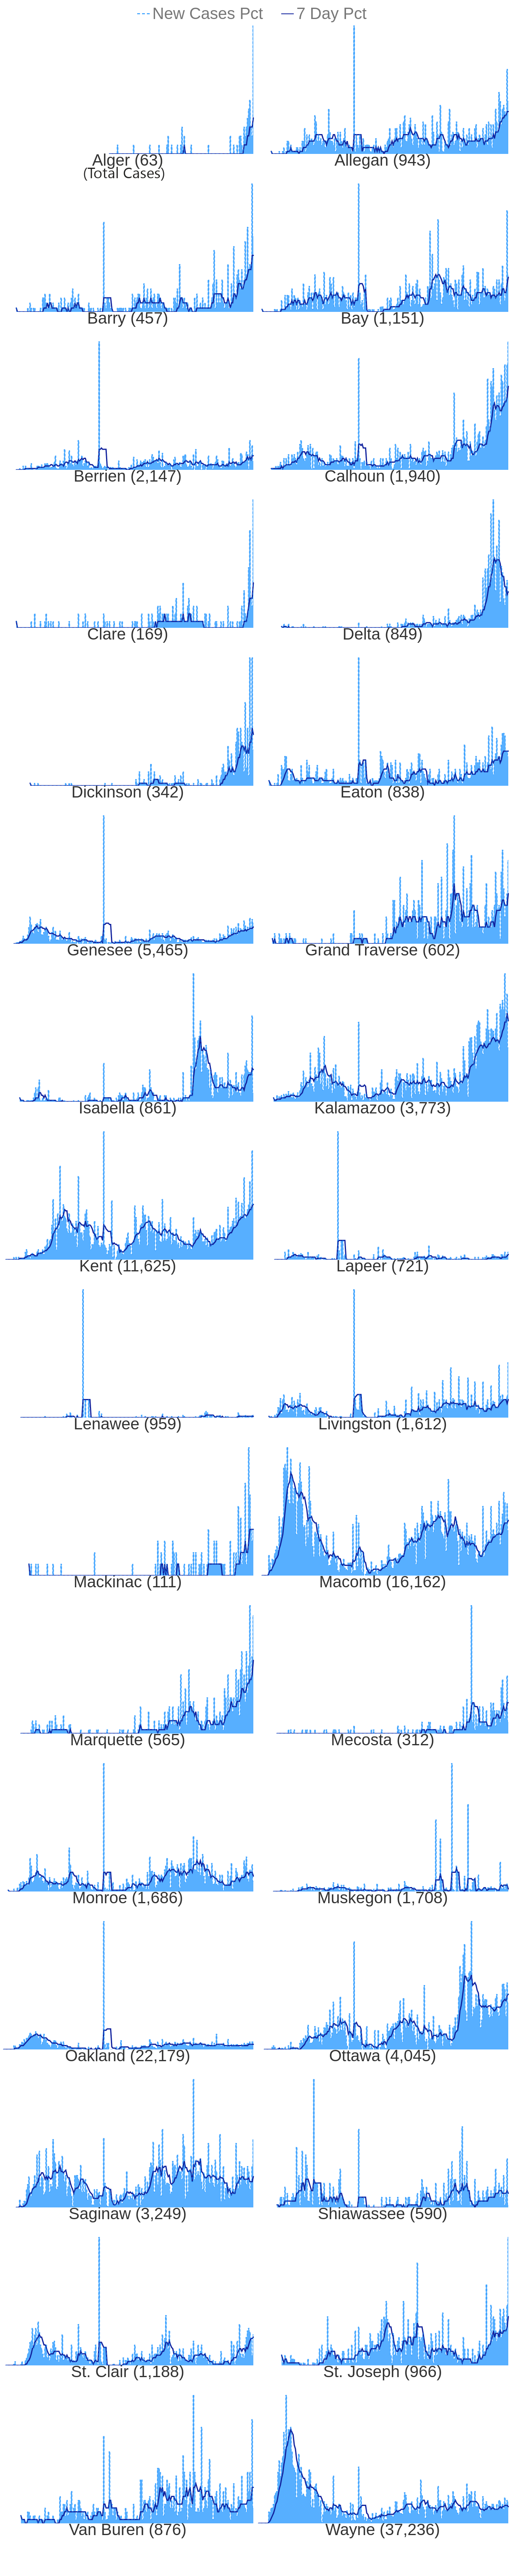 New Cases Pct 7 Day Pct
Alger (63) Allegan (943)
(Total Cases)
Barry (457) Bay (1,151)
Berrien (2,147) Calhoun (1,940)
Clare (169) Delta (849)
Dickinson (342) Eaton (838)
Genesee (5,465) Grand Traverse (602)
Isabella (861) Kalamazoo (3,773)
Kent (11,625) Lapeer (721)
Lenawee (959) Livingston (1,612)
Mackinac (111) Macomb (16,162)
Marquette (565) Mecosta (312)
Monroe (1,686) Muskegon (1,708)
Oakland (22,179) Ottawa (4,045)
Saginaw (3,249) Shiawassee (590)
St. Clair (1,188) St. Joseph (966)
Van Buren (876) Wayne (37,236)